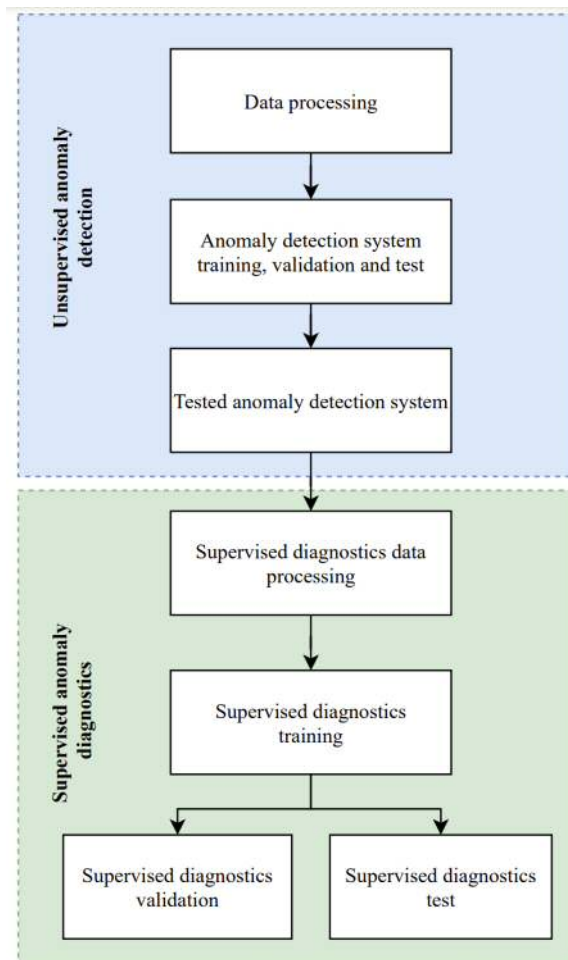 Unsupervised anomaly
detection
Data processing
Anomaly detection system
training, validation and test
Tested anomaly detection system
Supervised anomaly
diagnostics
Supervised diagnostics data
processing
Supervised diagnostics
training
Supervised diagnostics
validation
Supervised diagnostics
test